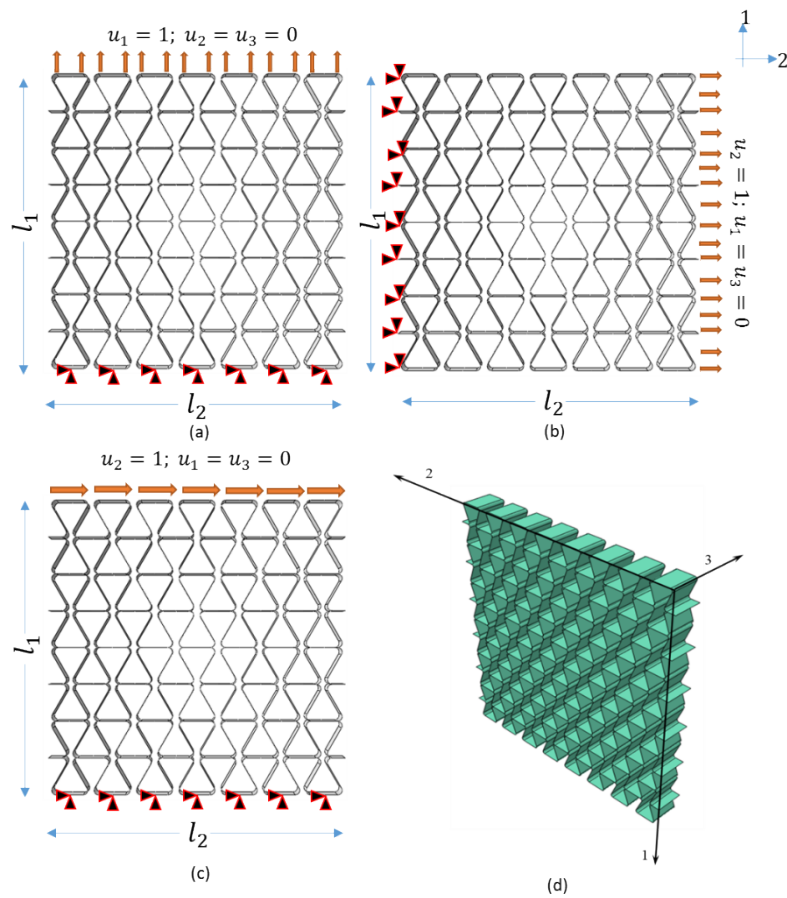 u₁ = 1; u₂ = u₃ = 0
l₁
l₂
(a)
1
2
l₁
u₂ = 1; u₁ = u₃ = 0
l₂
(b)
u₂ = 1; u₁ = u₃ = 0
l₁
l₂
(c)
2
3
1
(d)